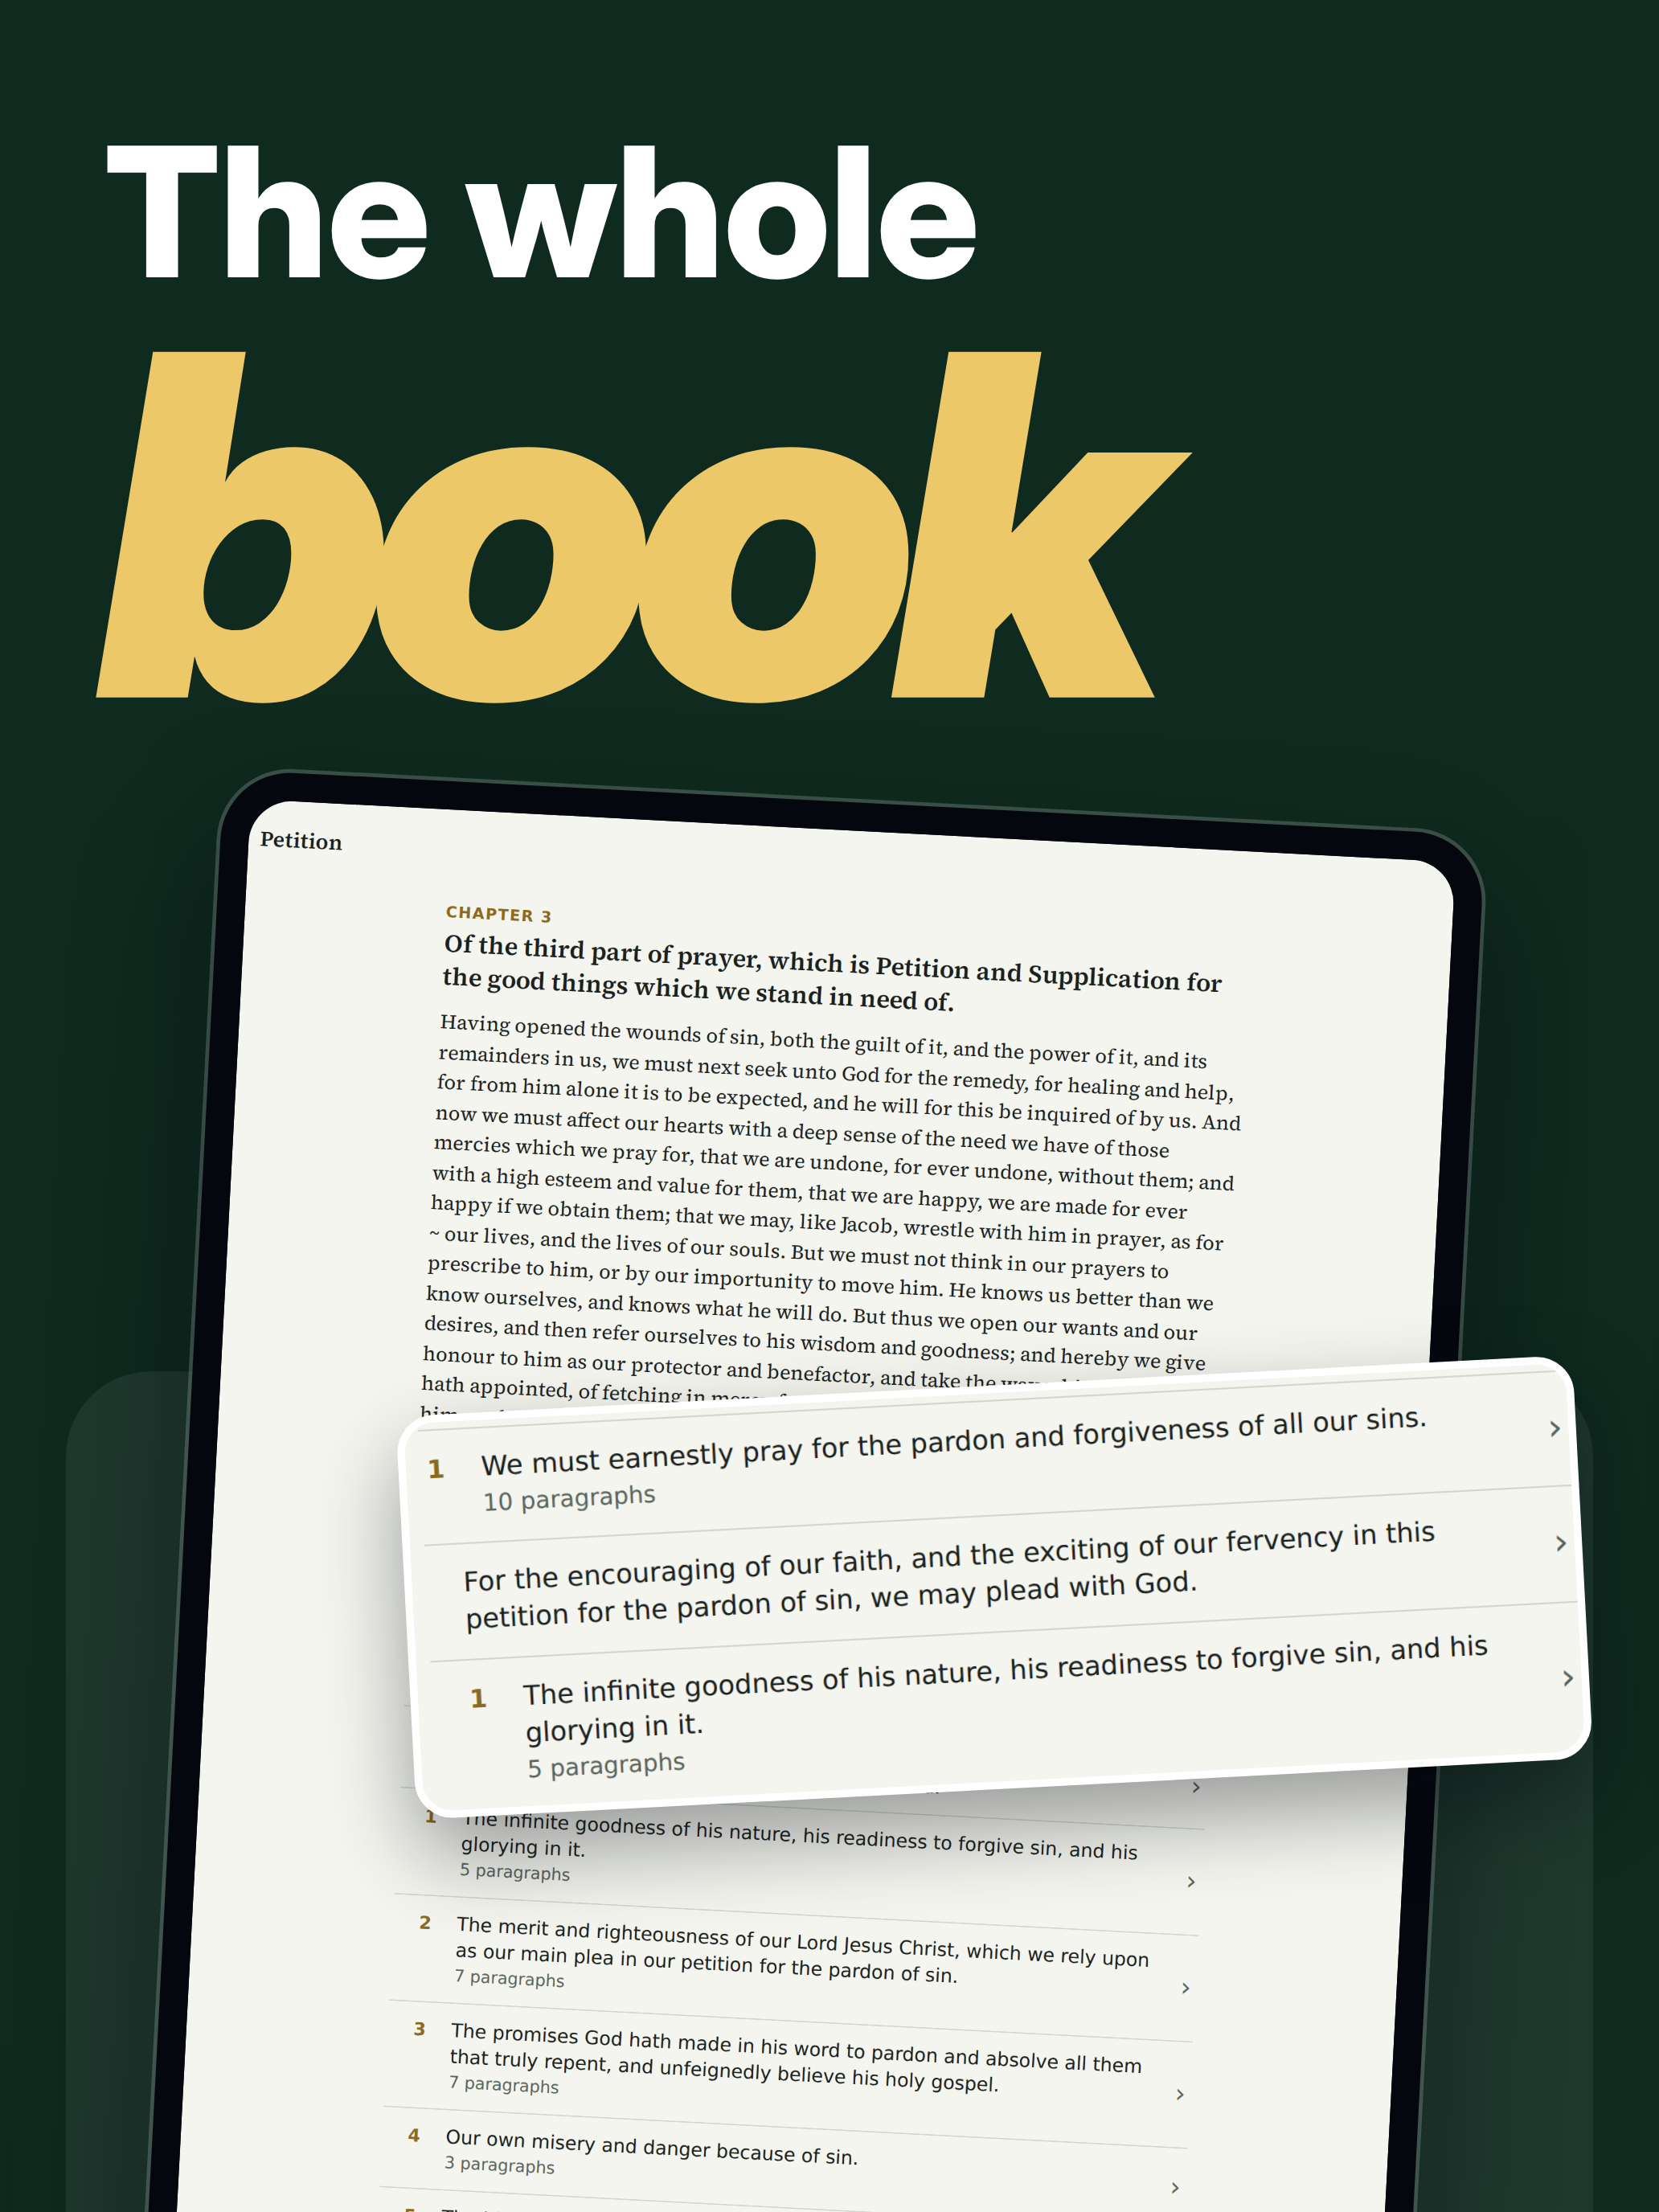 The whole
book
Petition
CHAPTER 3
Of the third part of prayer, which is Petition and Supplication for
the good things which we stand in need of.
Having opened the wounds of sin, both the guilt of it, and the power of it, and its
remainders in us, we must next seek unto God for the remedy, for healing and help,
for from him alone it is to be expected, and he will for this be inquired of by us. And
now we must affect our hearts with a deep sense of the need we have of those
mercies which we pray for, that we are undone, for ever undone, without them; and
with a high esteem and value for them, that we are happy, we are made for ever
happy if we obtain them; that we may, like Jacob, wrestle with him in prayer, as for
~ our lives, and the lives of our souls. But we must not think in our prayers to
prescribe to him, or by our importunity to move him. He knows us better than we
know ourselves, and knows what he will do. But thus we open our wants and our
desires, and then refer ourselves to his wisdom and goodness; and hereby we give
honour to him as our protector and benefactor, and take the way
hath appointed, of fetching in
1 We must earnestly pray for the pardon and forgiveness of all our sins. ›
10 paragraphs
For the encouraging of our faith, and the exciting of our fervency in this ›
petition for the pardon of sin, we may plead with God.
1 The infinite goodness of his nature, his readiness to forgive sin, and his ›
glorying in it.
5 paragraphs
›
1 The infinite goodness of his nature, his readiness to forgive sin, and his
glorying in it.
5 paragraphs ›
2 The merit and righteousness of our Lord Jesus Christ, which we rely upon
as our main plea in our petition for the pardon of sin.
7 paragraphs ›
3 The promises God hath made in his word to pardon and absolve all them
that truly repent, and unfeignedly believe his holy gospel.
7 paragraphs ›
4 Our own misery and danger because of sin.
3 paragraphs ›